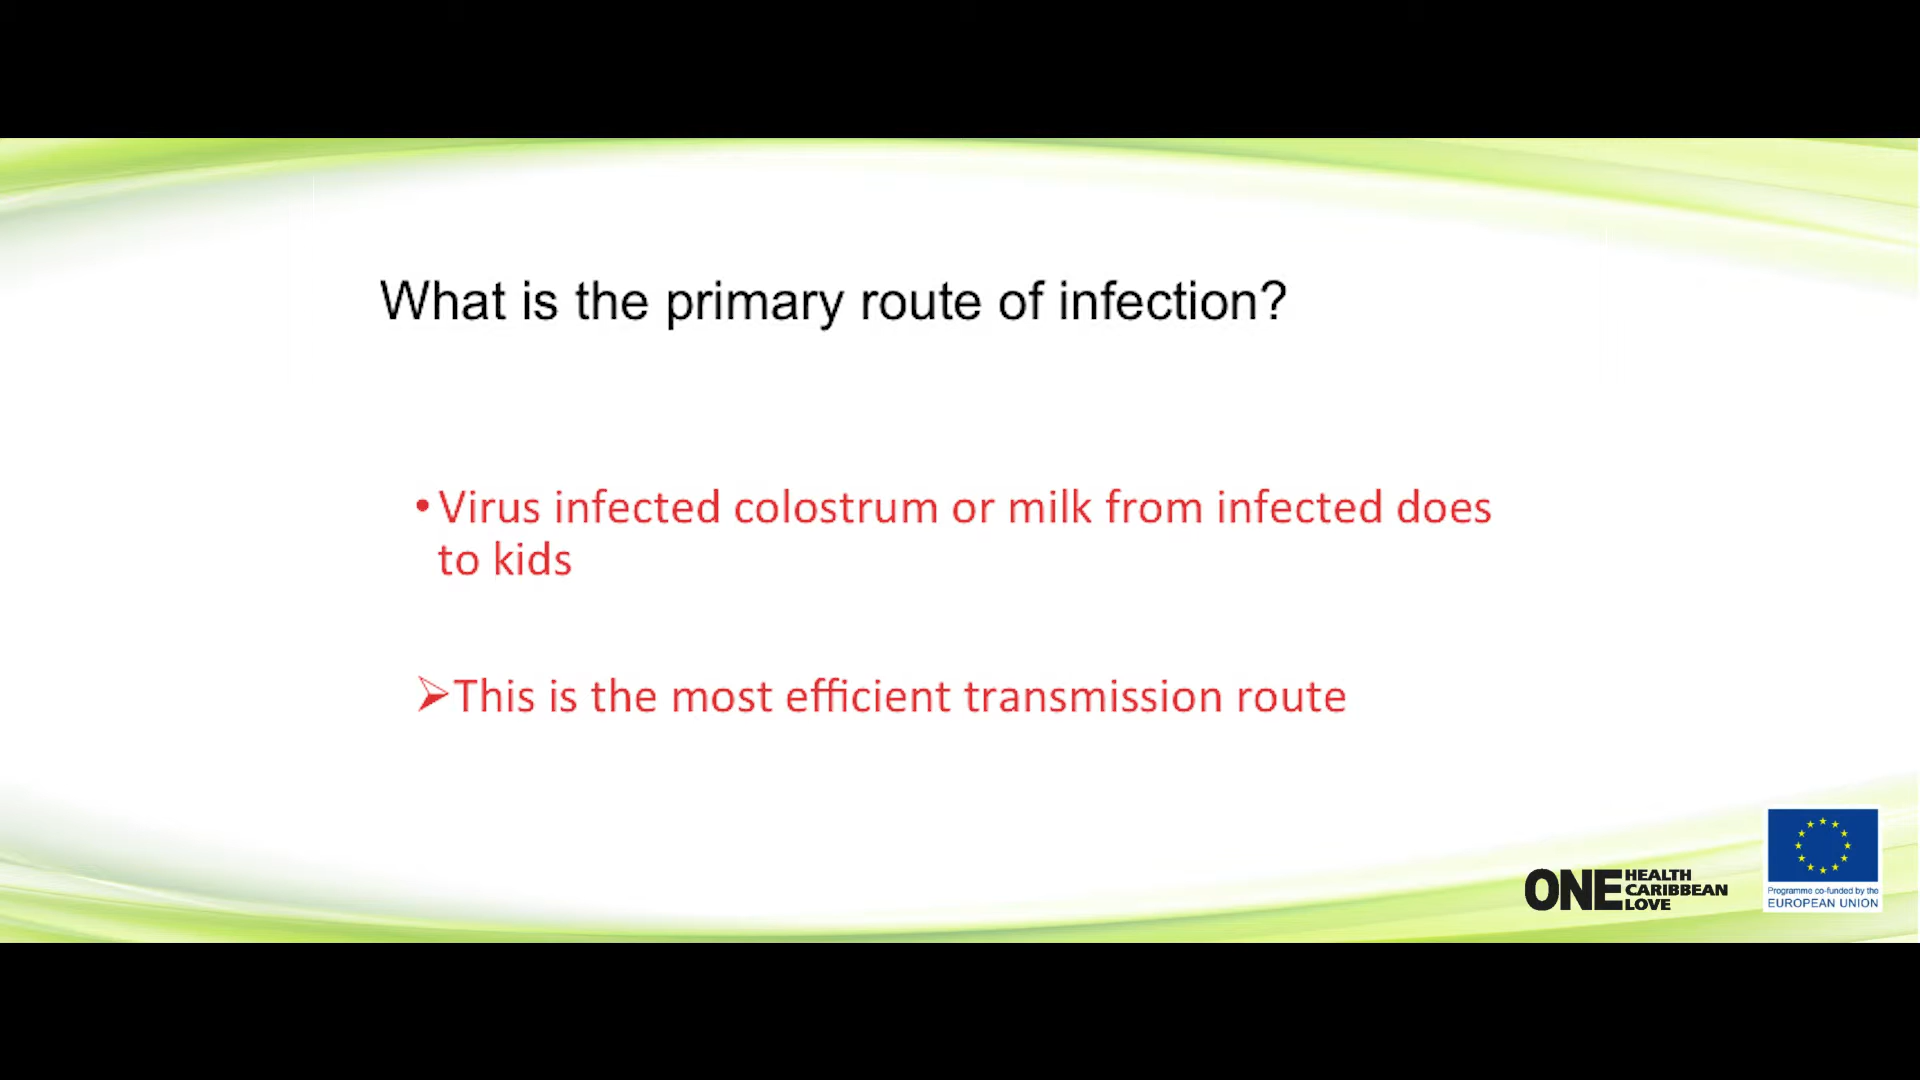 What is the primary route of infection?
• Virus infected colostrum or milk from infected does
to kids
➢This is the most efficient transmission route
ONE HEALTH
CARIBBEAN
LOVE
Programme co-funded by the
EUROPEAN UNION